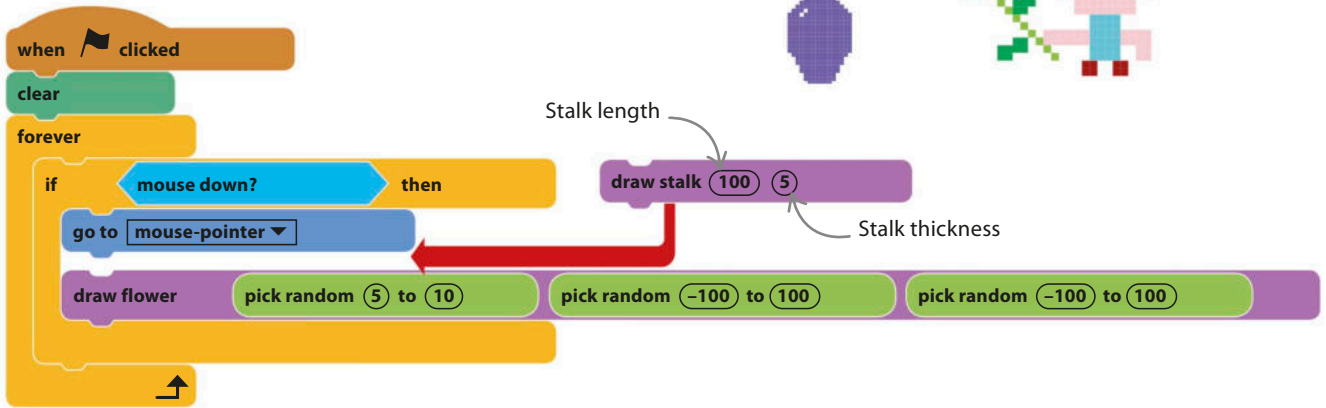 when clicked
clear
forever
Stalk length
if mouse down? then
draw stalk 100 5
go to mouse-pointer
Stalk thickness
draw flower pick random 5 to 10 pick random –100 to 100 pick random –100 to 100